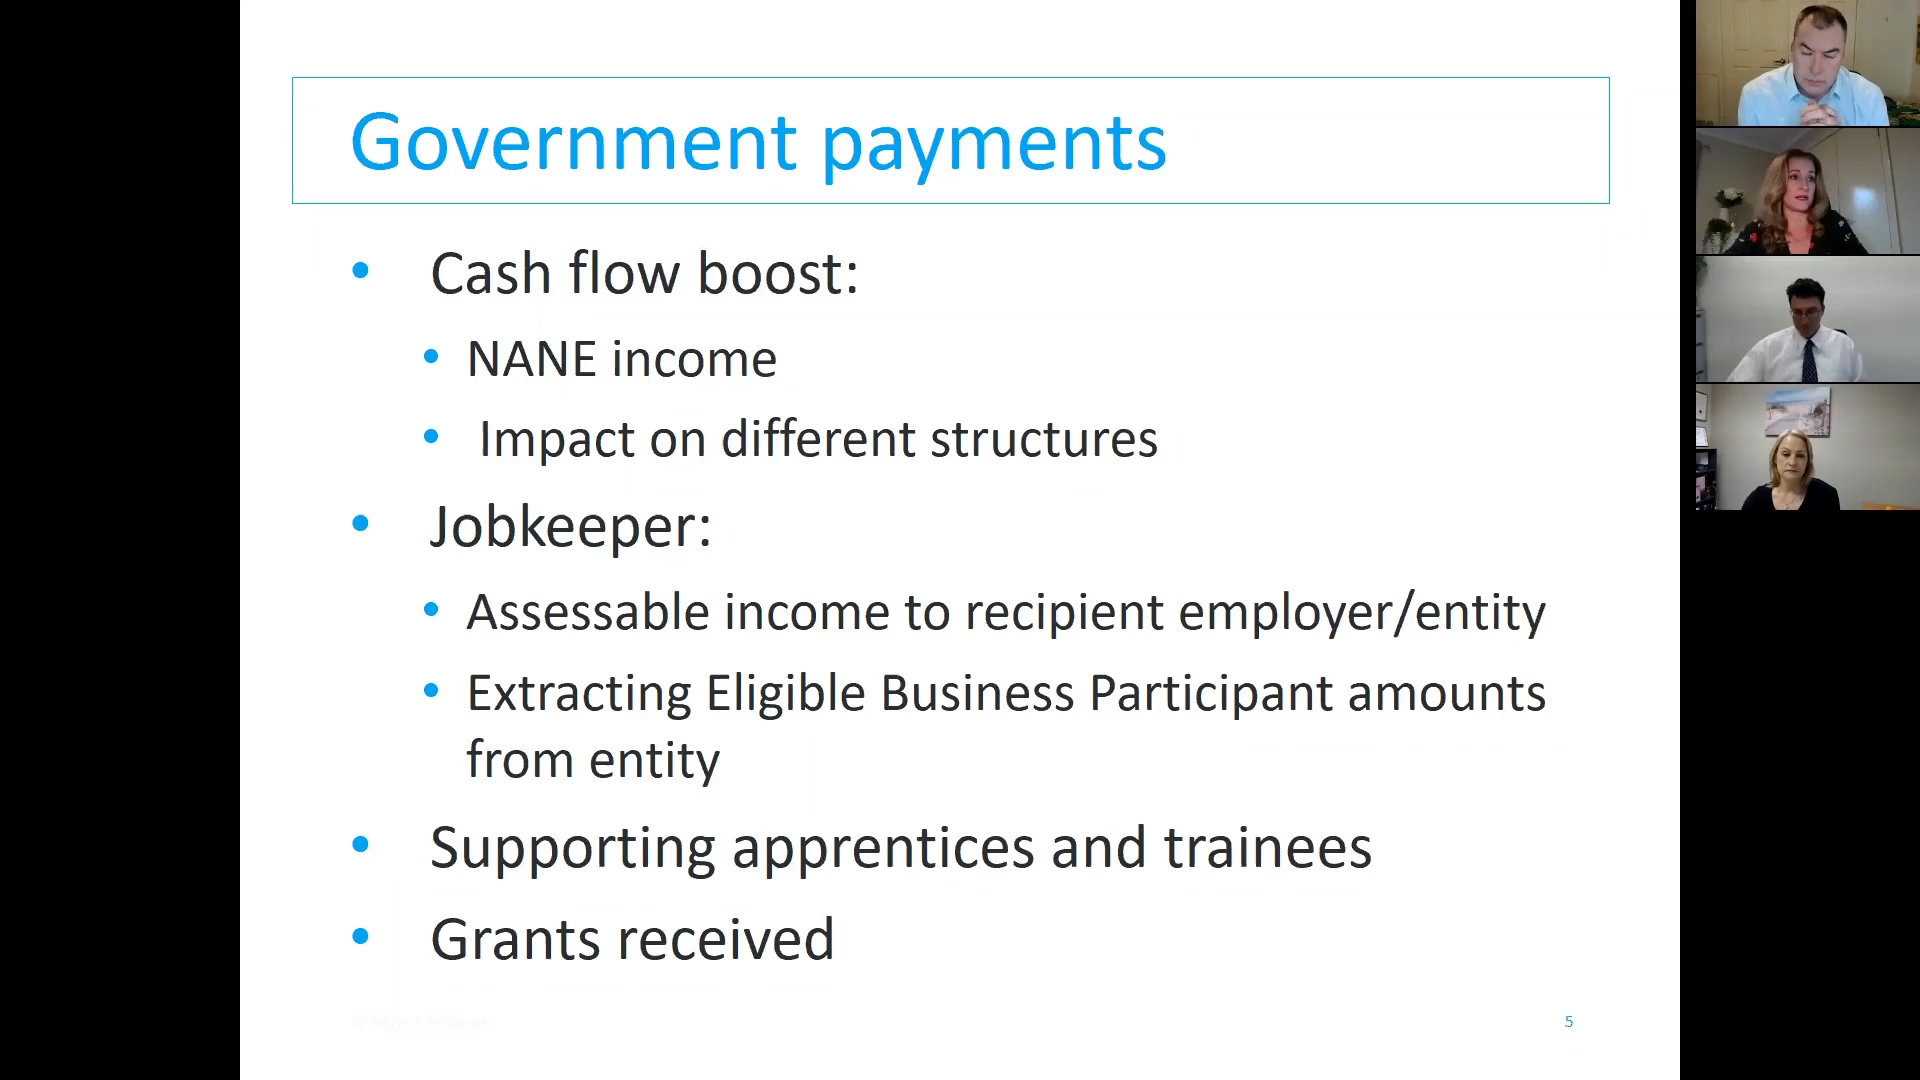 Government payments
• Cash flow boost:
• NANE income
• Impact on different structures
• Jobkeeper:
• Assessable income to recipient employer/entity
• Extracting Eligible Business Participant amounts
from entity
• Supporting apprentices and trainees
• Grants received
5